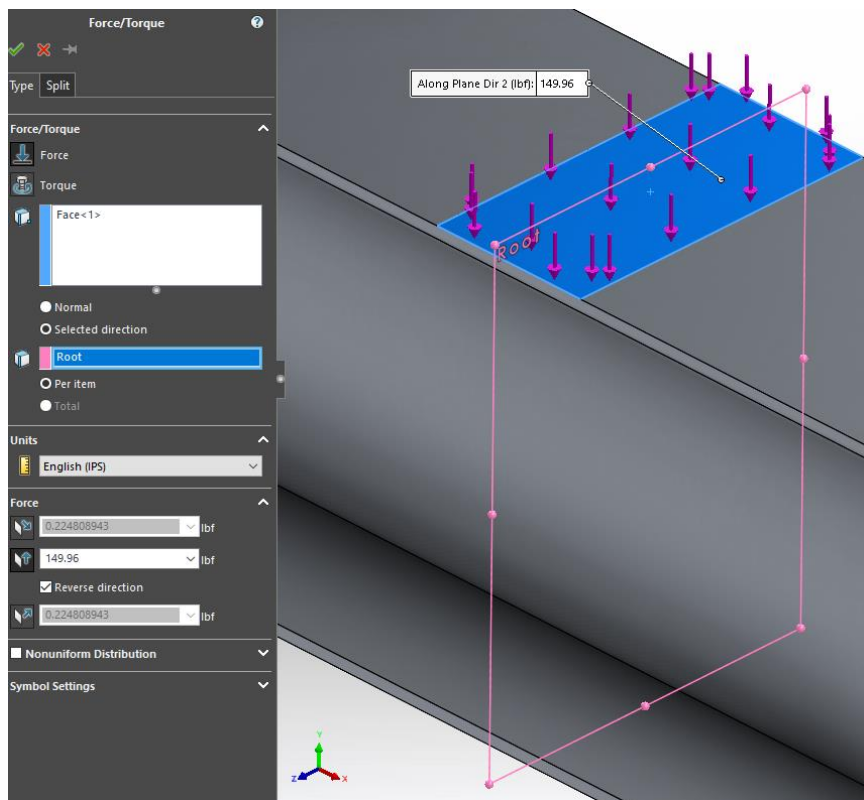 Force/Torque
?
Type Split
Force/Torque
Force
Torque
Face<1>
Normal
Selected direction
Root
Per item
Total
Units
English (IPS)
Force
0.224808943 lbf
149.96 lbf
Reverse direction
0.224808943 lbf
Nonuniform Distribution
Symbol Settings
Along Plane Dir 2 (lbf): 149.96
Root
Y
Z
X